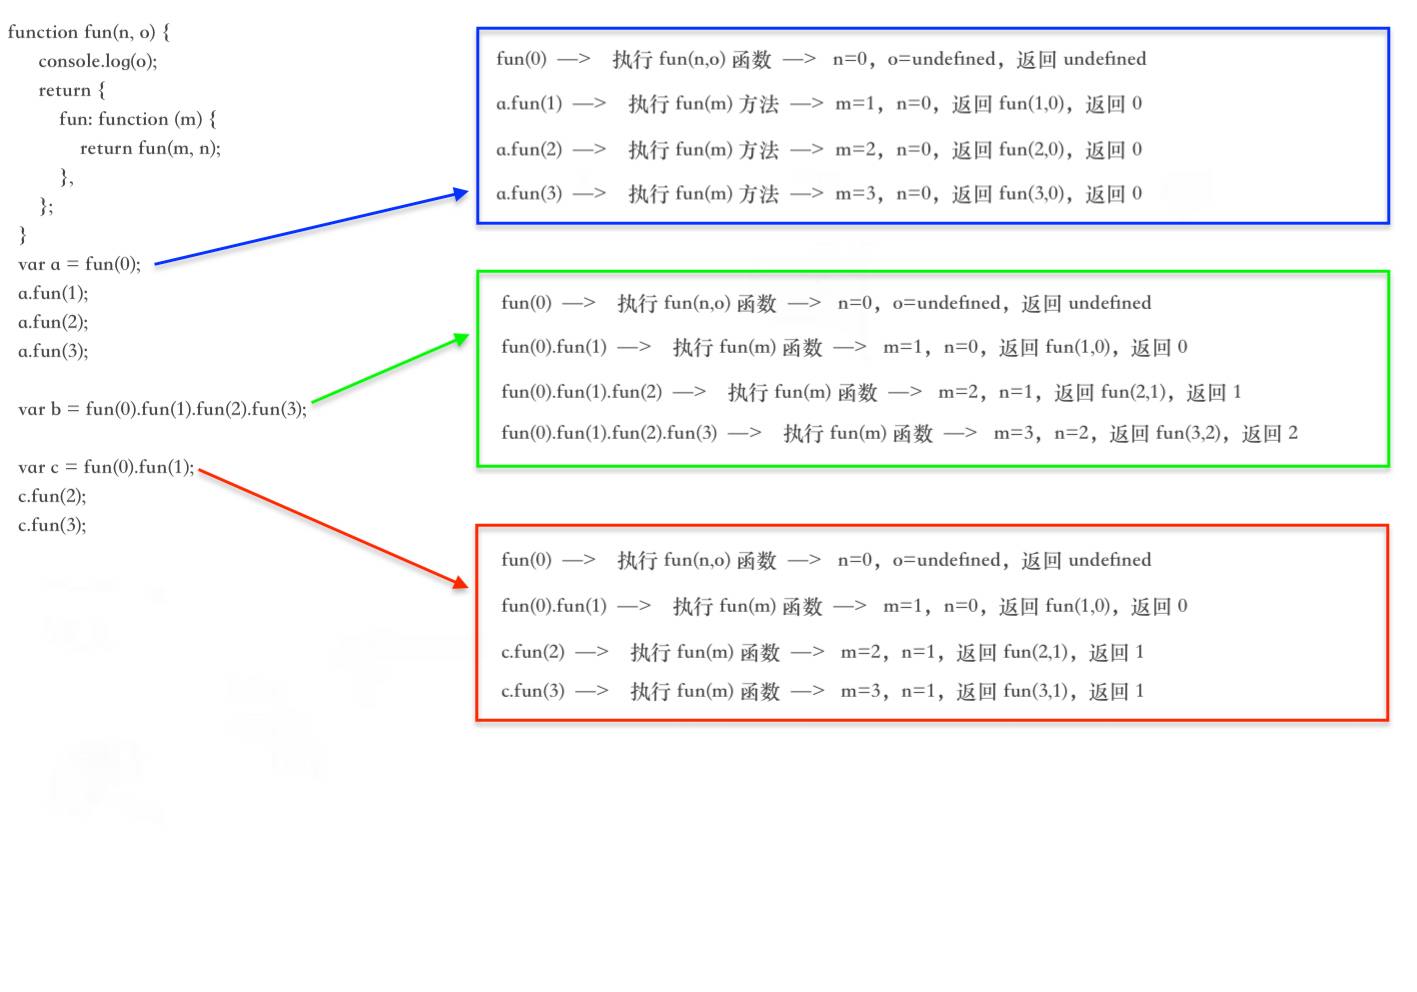 function fun(n, o) {
console.log(o);
return {
fun: function (m) {
return fun(m, n);
},
};
}
var a = fun(0);
a.fun(1);
a.fun(2);
a.fun(3);
var b = fun(0).fun(1).fun(2).fun(3);
var c = fun(0).fun(1);
c.fun(2);
c.fun(3);
fun(0) —> 执行 fun(n,o) 函数 —> n=0，o=undefined，返回 undefined
a.fun(1) —> 执行 fun(m) 方法 —> m=1，n=0，返回 fun(1,0)，返回 0
a.fun(2) —> 执行 fun(m) 方法 —> m=2，n=0，返回 fun(2,0)，返回 0
a.fun(3) —> 执行 fun(m) 方法 —> m=3，n=0，返回 fun(3,0)，返回 0
fun(0) —> 执行 fun(n,o) 函数 —> n=0，o=undefined，返回 undefined
fun(0).fun(1) —> 执行 fun(m) 函数 —> m=1，n=0，返回 fun(1,0)，返回 0
fun(0).fun(1).fun(2) —> 执行 fun(m) 函数 —> m=2，n=1，返回 fun(2,1)，返回 1
fun(0).fun(1).fun(2).fun(3) —> 执行 fun(m) 函数 —> m=3，n=2，返回 fun(3,2)，返回 2
fun(0) —> 执行 fun(n,o) 函数 —> n=0，o=undefined，返回 undefined
fun(0).fun(1) —> 执行 fun(m) 函数 —> m=1，n=0，返回 fun(1,0)，返回 0
c.fun(2) —> 执行 fun(m) 函数 —> m=2，n=1，返回 fun(2,1)，返回 1
c.fun(3) —> 执行 fun(m) 函数 —> m=3，n=1，返回 fun(3,1)，返回 1